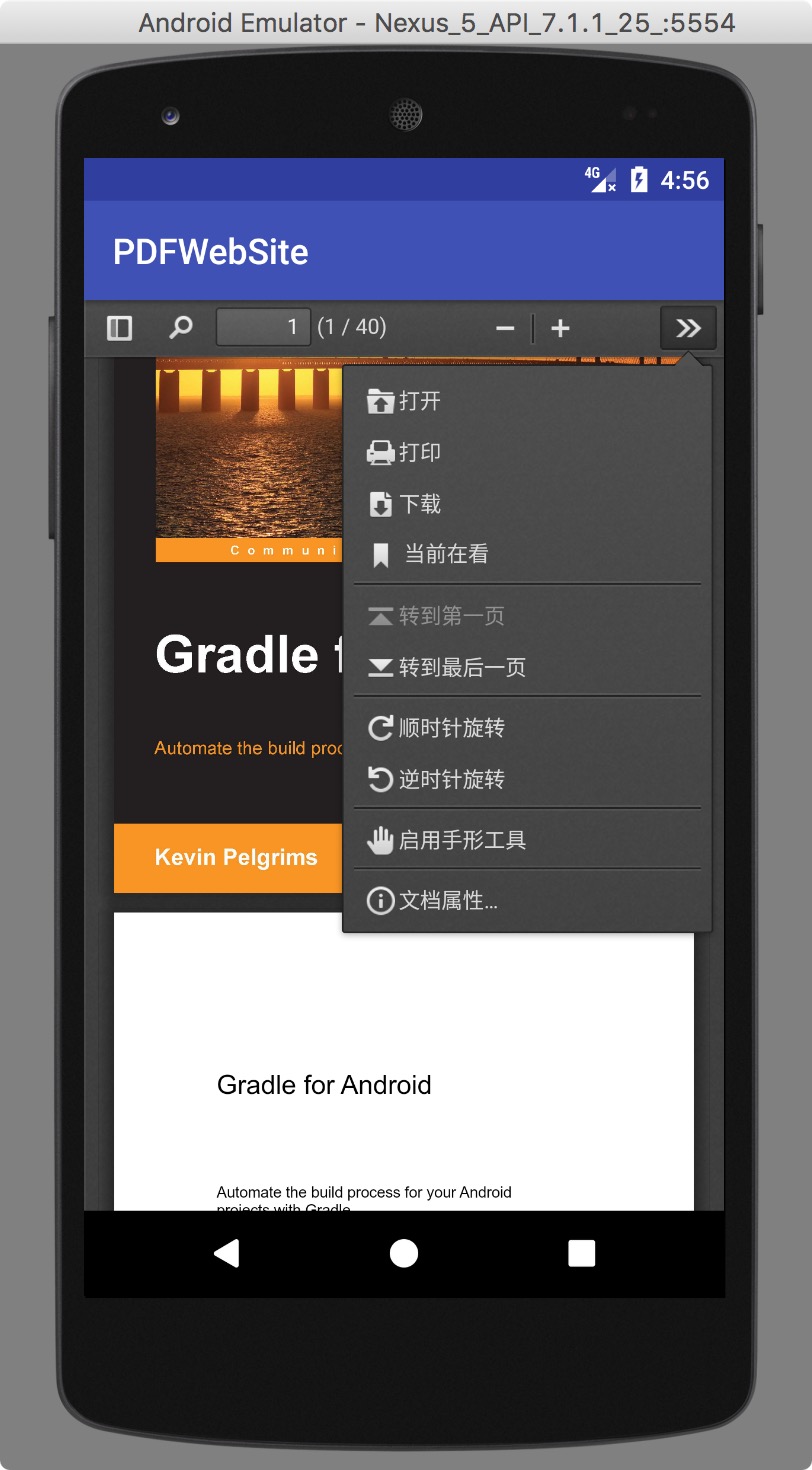 Android Emulator - Nexus_5_API_7.1.1_25_:5554
4G 4:56
PDFWebSite
1 (1 / 40)
打开
打印
下载
Communi
当前在看
转到第一页
Gradle f
转到最后一页
顺时针旋转
Automate the build proc
逆时针旋转
启用手形工具
Kevin Pelgrims
文档属性...
Gradle for Android
Automate the build process for your Android
projects with Gradle